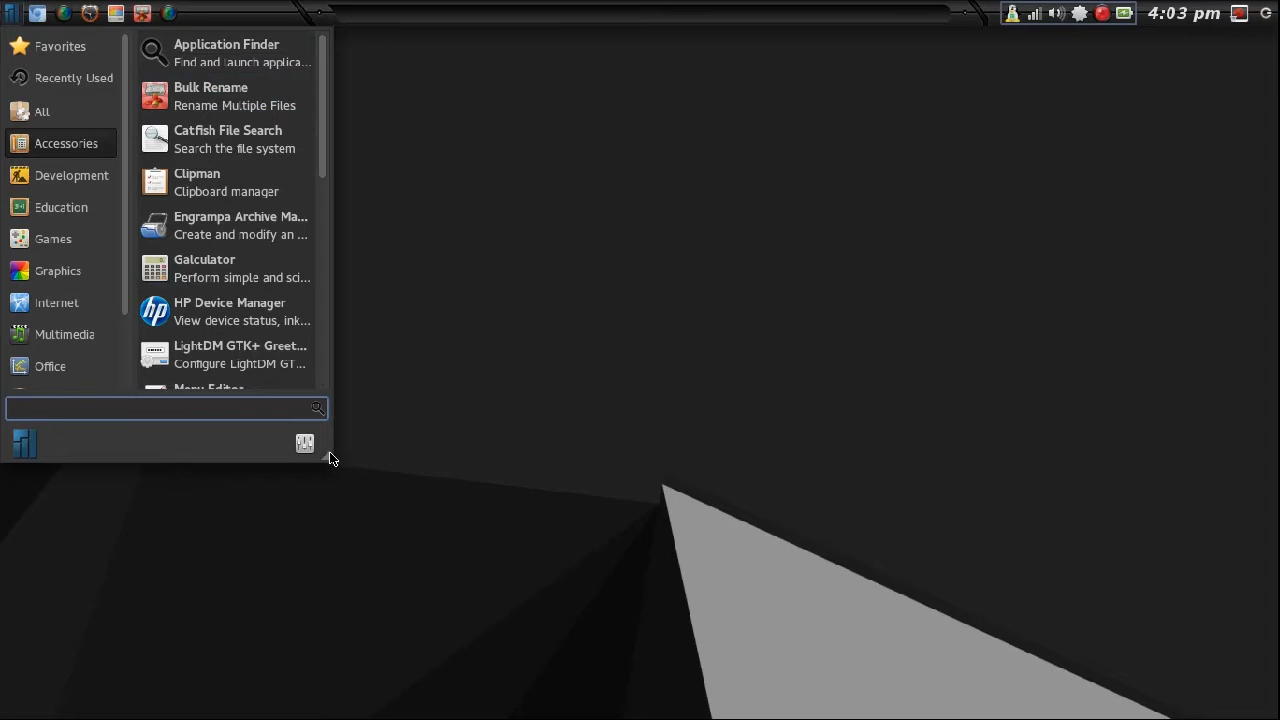 4:03 pm
Favorites
Recently Used
All
Accessories
Development
Education
Games
Graphics
Internet
Multimedia
Office
Application Finder
Find and launch applica...
Bulk Rename
Rename Multiple Files
Catfish File Search
Search the file system
Clipman
Clipboard manager
Engrampa Archive Ma...
Create and modify an ...
Galculator
Perform simple and sci...
HP Device Manager
View device status, ink...
LightDM GTK+ Greet...
Configure LightDM GT...
Menu Editor